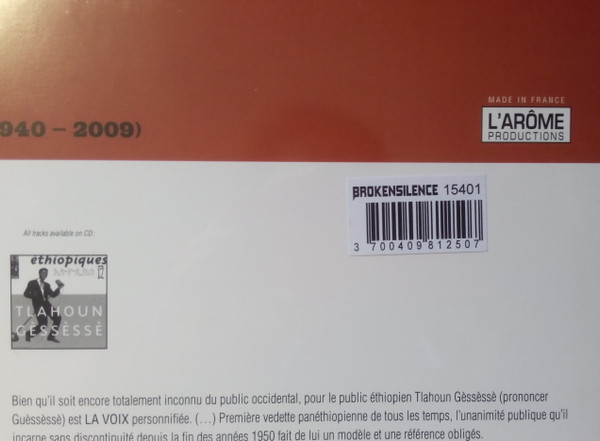 MADE IN FRANCE
L'ARÔME
PRODUCTIONS
940 – 2009)
BROKENSILENCE 15401
3 700409 812507
All tracks available on CD:
ethiopiques
17
TLAHOUN
GÈSSÈSSÈ
Bien qu'il soit encore totalement inconnu du public occidental, pour le public éthiopien Tlahoun Gèssèssè (prononcer
Guèssèssè) est LA VOIX personnifiée. (…) Première vedette panéthiopienne de tous les temps, l'unanimité publique qu'il
incarne sans discontinuité depuis la fin des années 1950 fait de lui un modèle et une référence obligés.